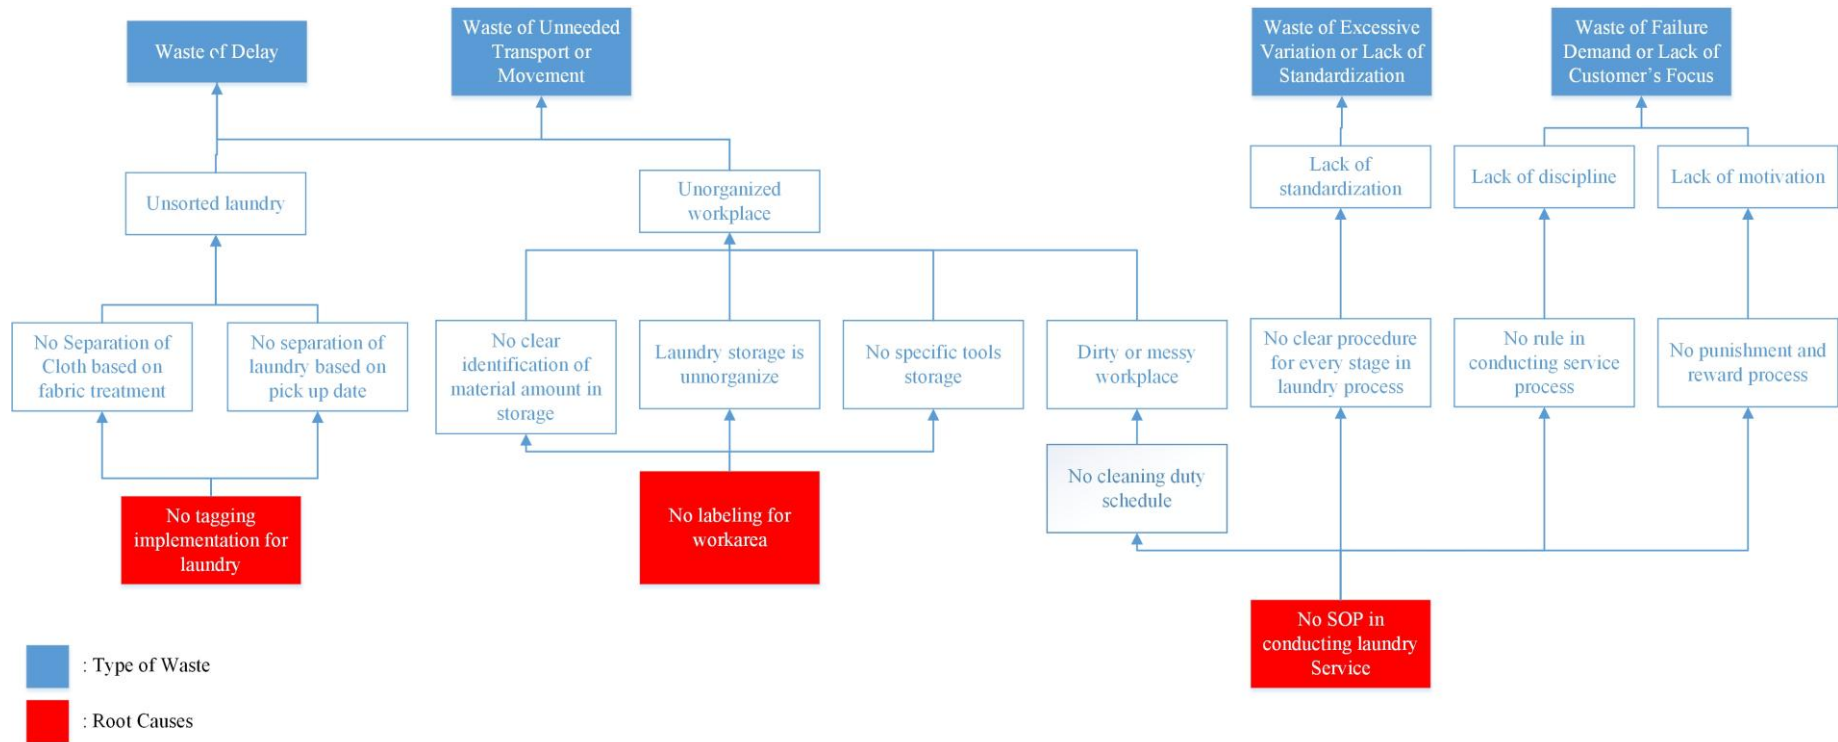 Waste of Delay
Waste of Unneeded
Transport or
Movement
Waste of Excessive
Variation or Lack of
Standardization
Waste of Failure
Demand or Lack of
Customer's Focus
Unsorted laundry
Unorganized
workplace
Lack of
standardization
Lack of discipline
Lack of motivation
No Separation of
Cloth based on
fabric treatment
No separation of
laundry based on
pick up date
No clear
identification of
material amount in
storage
Laundry storage is
unnorganize
No specific tools
storage
Dirty or messy
workplace
No clear procedure
for every stage in
laundry process
No rule in
conducting service
process
No punishment and
reward process
No cleaning duty
schedule
No tagging
implementation for
laundry
No labeling for
workarea
No SOP in
conducting laundry
Service
: Type of Waste
: Root Causes